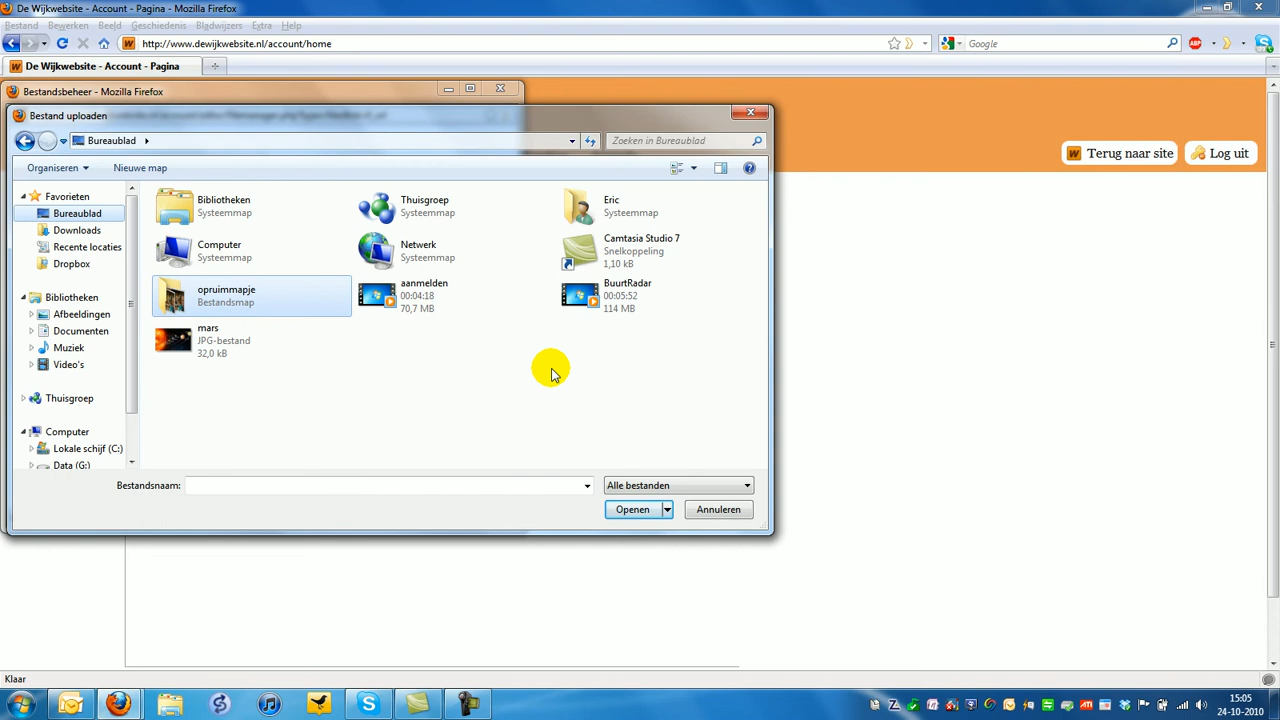 De Wijkwebsite - Account - Pagina - Mozilla Firefox
Bestand Bewerken Beeld Geschiedenis Bladwijzers Extra Help
http://www.dewijkwebsite.nl/account/home
Google
ABP
De Wijkwebsite - Account - Pagina
Bestandsbeheer - Mozilla Firefox
Bestand uploaden
Terug naar site
Log uit
Bureaublad
Zoeken in Bureaublad
Organiseren
Nieuwe map
Favorieten
Bureaublad
Downloads
Recente locaties
Dropbox
Bibliotheken
Afbeeldingen
Documenten
Muziek
Video's
Thuisgroep
Computer
Lokale schijf (C:)
Data (G:)
Bibliotheken
Systeemmap
Thuisgroep
Systeemmap
Eric
Systeemmap
Computer
Systeemmap
Netwerk
Systeemmap
Camtasia Studio 7
Snelkoppeling
1,10 kB
opruimmapje
Bestandsmap
aanmelden
00:04:18
70,7 MB
BuurtRadar
00:05:52
114 MB
mars
JPG-bestand
32,0 kB
Bestandsnaam:
Alle bestanden
Openen
Annuleren
Klaar
15:05
24-10-2010